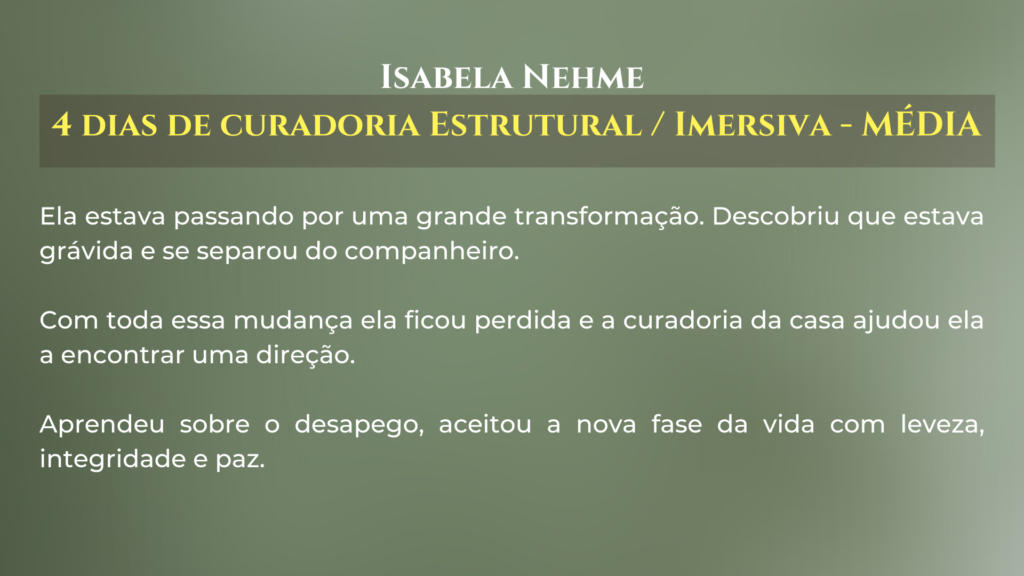 Isabela Nehme
4 dias de curadoria Estrutural / Imersiva - MÉDIA
Ela estava passando por uma grande transformação. Descobriu que estava
grávida e se separou do companheiro.
Com toda essa mudança ela ficou perdida e a curadoria da casa ajudou ela
a encontrar uma direção.
Aprendeu sobre o desapego, aceitou a nova fase da vida com leveza,
integridade e paz.